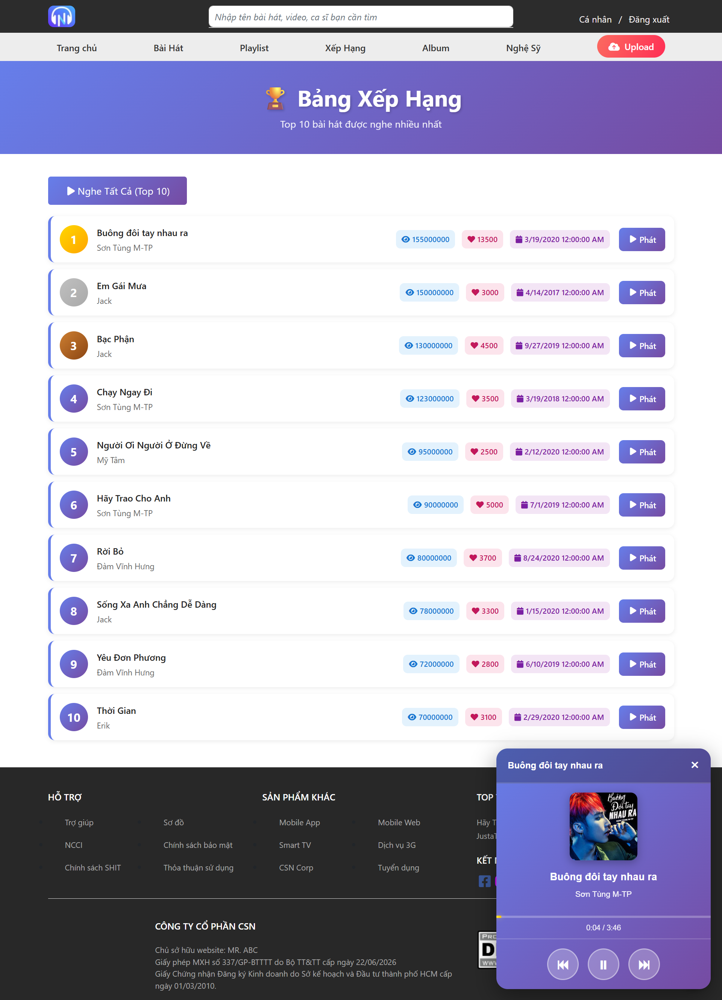 N
Nhập tên bài hát, video, ca sĩ bạn cần tìm
Cá nhân / Đăng xuất
Trang chủ
Bài Hát
Playlist
Xếp Hạng
Album
Nghệ Sỹ
Upload
Bảng Xếp Hạng
Top 10 bài hát được nghe nhiều nhất
Nghe Tất Cả (Top 10)
1
Buông đôi tay nhau ra
Sơn Tùng M-TP
155000000
13500
3/19/2020 12:00:00 AM
Phát
2
Em Gái Mưa
Jack
150000000
3000
4/14/2017 12:00:00 AM
Phát
3
Bạc Phận
Jack
130000000
4500
9/27/2019 12:00:00 AM
Phát
4
Chạy Ngay Đi
Sơn Tùng M-TP
123000000
3500
3/19/2018 12:00:00 AM
Phát
5
Người Ơi Người Ở Đừng Về
Mỹ Tâm
95000000
2500
2/12/2020 12:00:00 AM
Phát
6
Hãy Trao Cho Anh
Sơn Tùng M-TP
90000000
5000
7/1/2019 12:00:00 AM
Phát
7
Rời Bỏ
Đàm Vĩnh Hưng
80000000
3700
8/24/2020 12:00:00 AM
Phát
8
Sống Xa Anh Chẳng Dễ Dàng
Jack
78000000
3300
1/15/2020 12:00:00 AM
Phát
9
Yêu Đơn Phương
Đàm Vĩnh Hưng
72000000
2800
6/10/2019 12:00:00 AM
Phát
10
Thời Gian
Erik
70000000
3100
2/29/2020 12:00:00 AM
Phát
HỖ TRỢ
Trợ giúp
Sơ đồ
NCCI
Chính sách bảo mật
Chính sách SHIT
Thỏa thuận sử dụng
SẢN PHẨM KHÁC
Mobile App
Mobile Web
Smart TV
Dịch vụ 3G
CSN Corp
Tuyển dụng
TOP
Hãy T
JustaT
KẾT
CÔNG TY CỔ PHẦN CSN
Chủ sở hữu website: MR. ABC
Giấy phép MXH số 337/GP-BTTTT do Bộ TT&TT cấp ngày 22/06/2026
Giấy Chứng nhận Đăng ký Kinh doanh do Sở kế hoạch và Đầu tư thành phố HCM cấp
ngày 01/03/2010.
PRO
D
WWW
Buông đôi tay nhau ra
Buông
Đôi tay
NHAU RA
SƠN TÙNG M-TP
Buông đôi tay nhau ra
Sơn Tùng M-TP
0:04 / 3:46